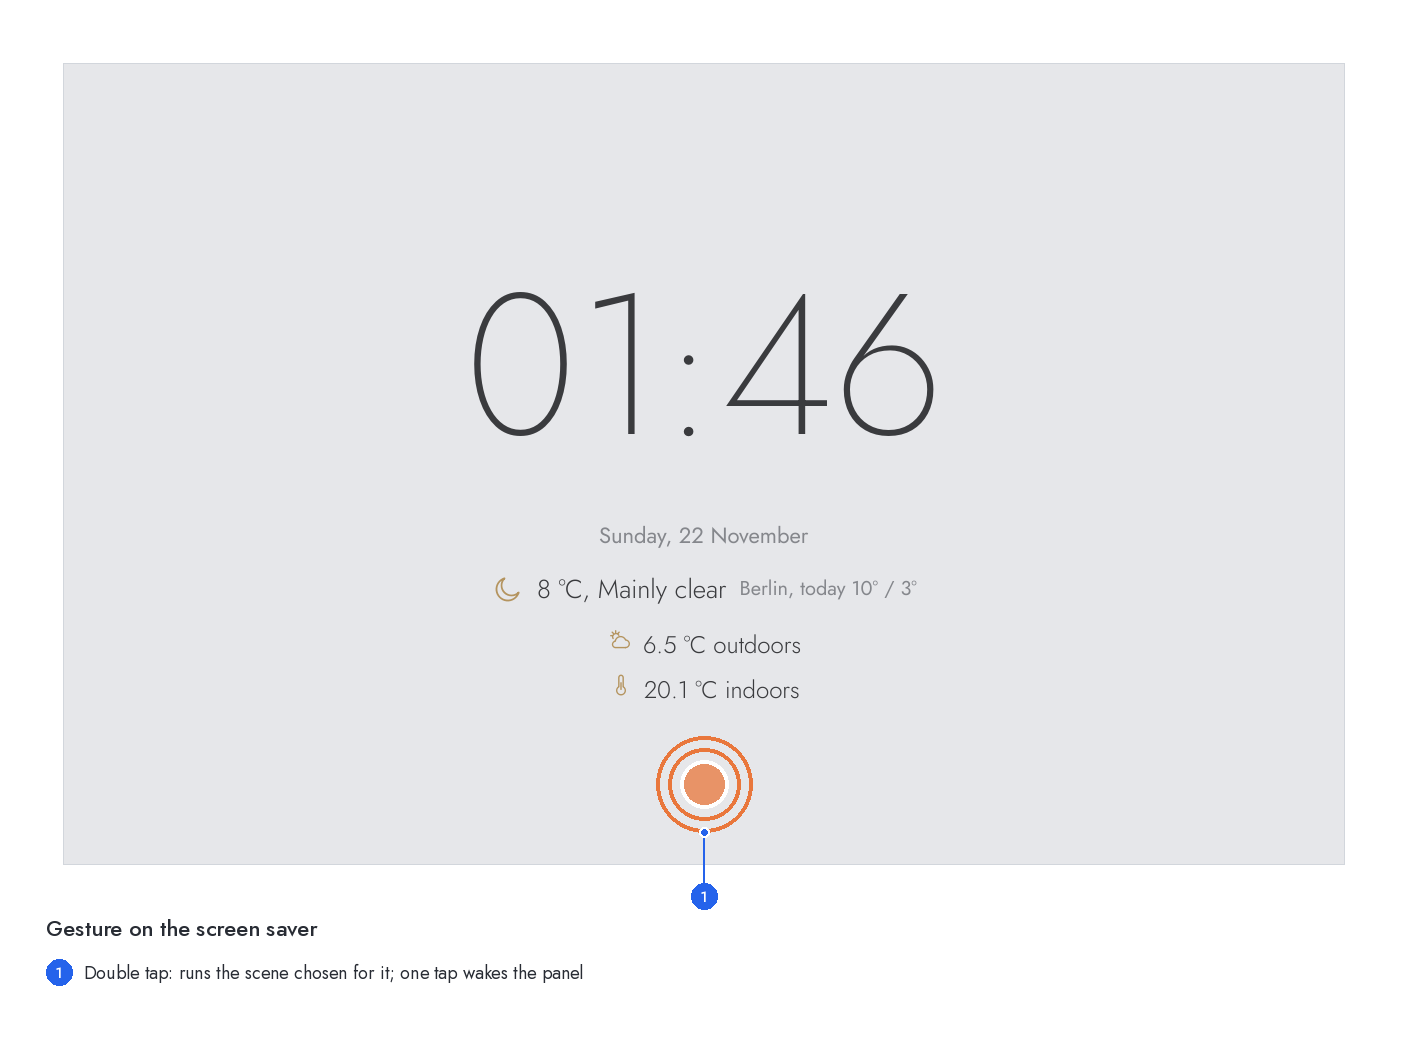 01:46
Sunday, 22 November
8 °C, Mainly clear Berlin, today 10° / 3°
6.5 °C outdoors
20.1 °C indoors
1
Gesture on the screen saver
1 Double tap: runs the scene chosen for it; one tap wakes the panel